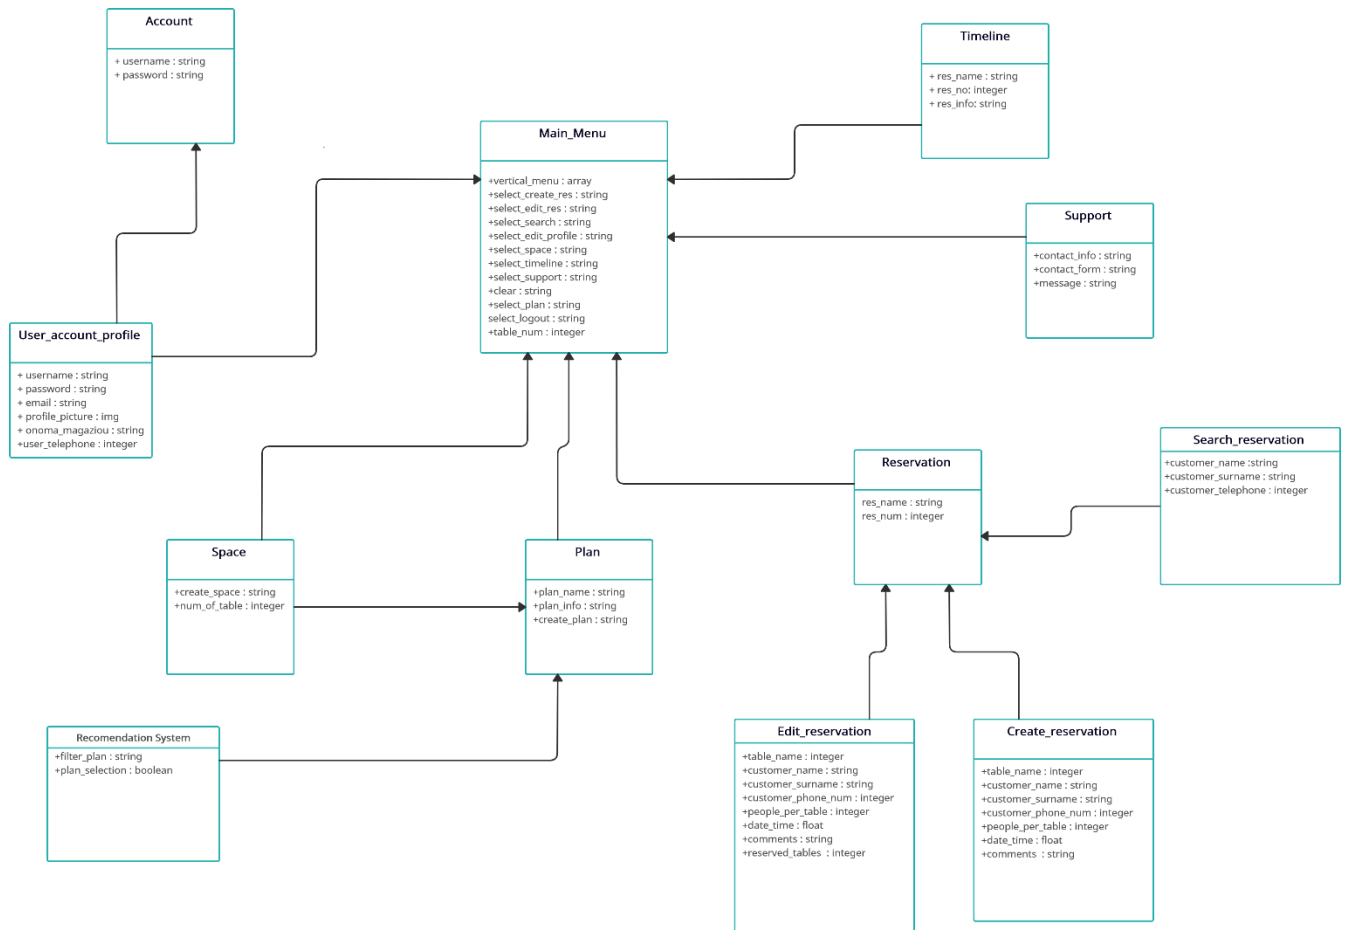 Account
+ username : string
+ password : string
Timeline
+ res_name : string
+ res_no: integer
+ res_info: string
Main_Menu
+vertical_menu : array
+select_create_res : string
+select_edit_res : string
+select_search : string
+select_edit_profile : string
+select_space : string
+select_timeline : string
+select_support : string
+clear : string
+select_plan : string
select_logout : string
+table_num : integer
Support
+contact_info : string
+contact_form : string
+message : string
User_account_profile
+ username : string
+ password : string
+ email : string
+ profile_picture : img
+ onoma_magaziou : string
+user_telephone : integer
Search_reservation
+customer_name :string
+customer_surname : string
+customer_telephone : integer
Reservation
res_name : string
res_num : integer
Space
+create_space : string
+num_of_table : integer
Plan
+plan_name : string
+plan_info : string
+create_plan : string
Recomendation System
+filter_plan : string
+plan_selection : boolean
Edit_reservation
+table_name : integer
+customer_name : string
+customer_surname : string
+customer_phone_num : integer
+people_per_table : integer
+date_time : float
+comments : string
+reserved_tables  : integer
Create_reservation
+table_name : integer
+customer_name : string
+customer_surname : string
+customer_phone_num : integer
+people_per_table : integer
+date_time : float
+comments  : string